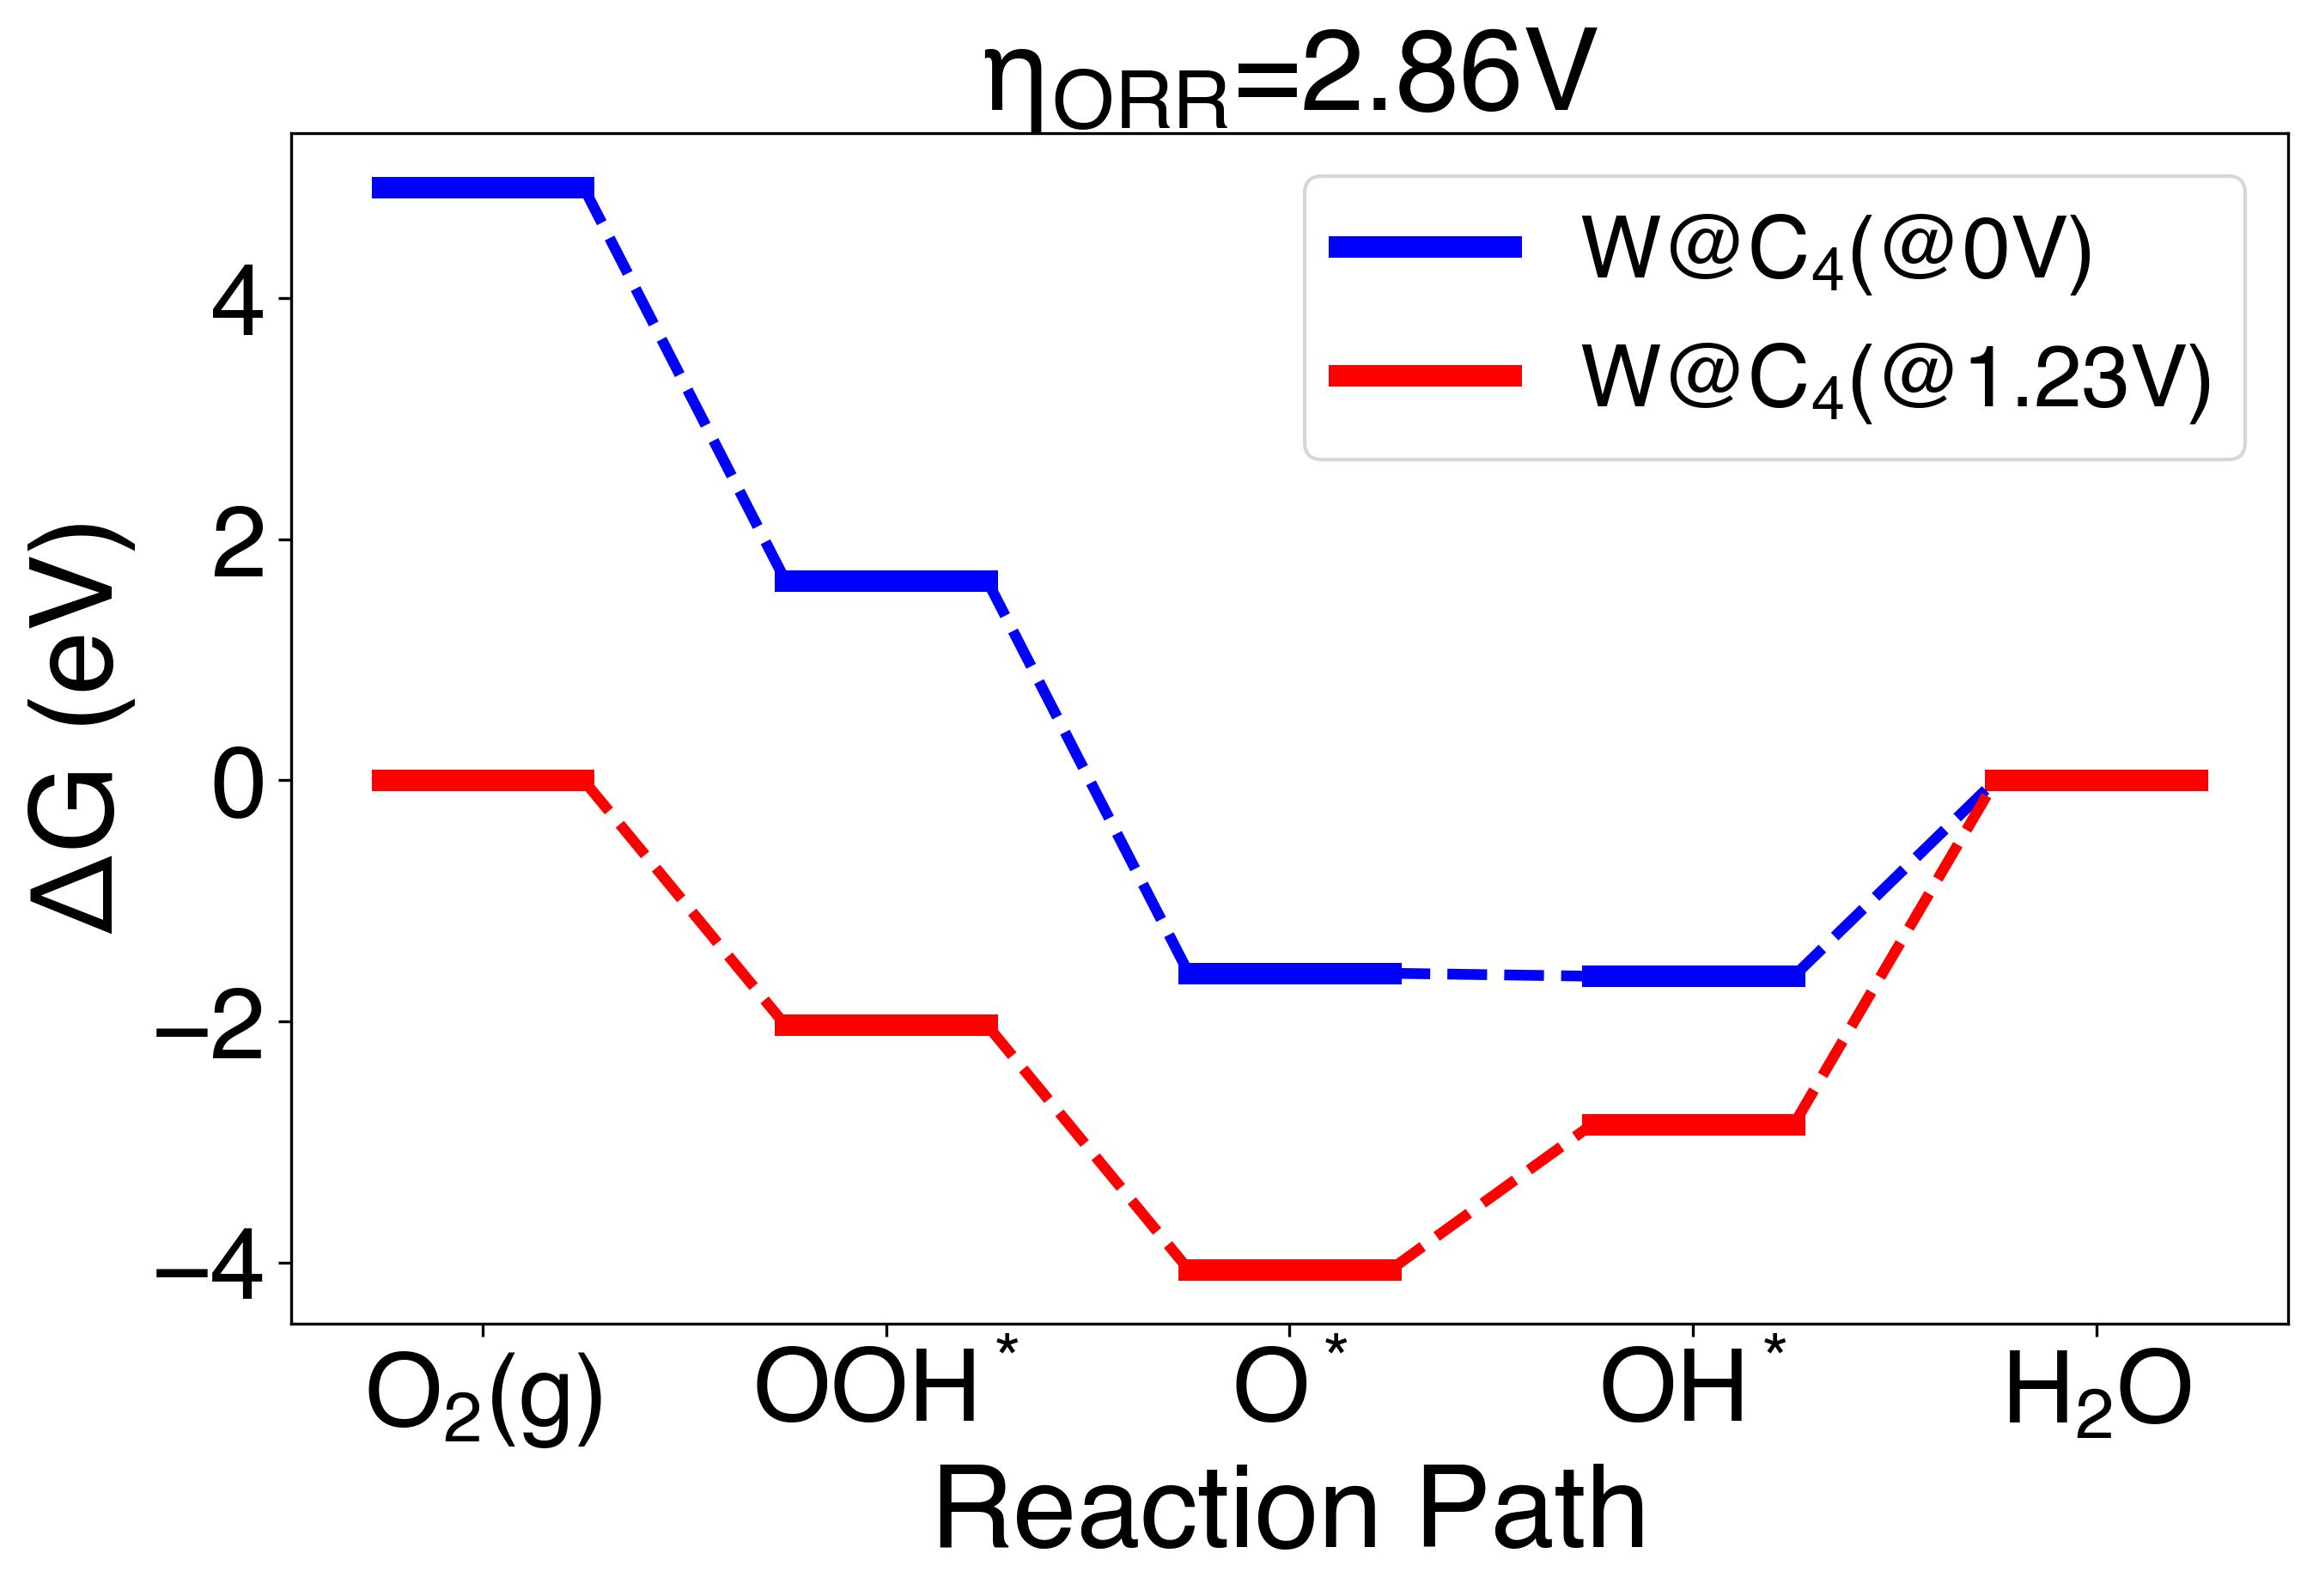 η_ORR=2.86V
W@C₄(@0V)
W@C₄(@1.23V)
ΔG (eV)
4
2
0
−2
−4
O₂(g) OOH* O* OH* H₂O
Reaction Path